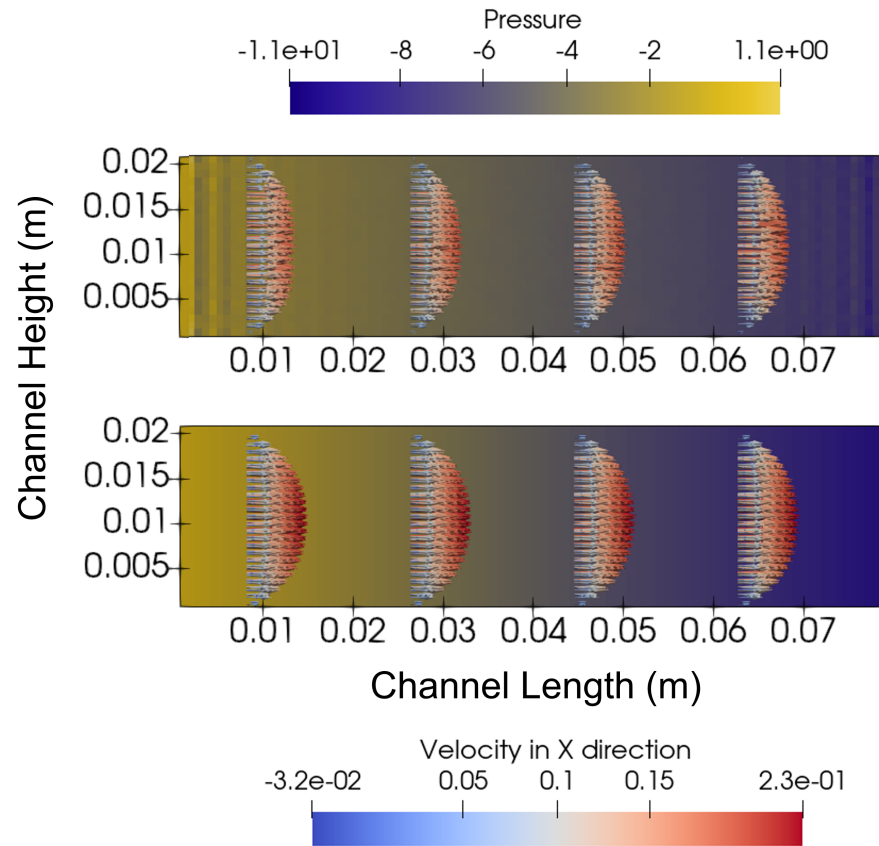 Pressure
-1.1e+01 -8 -6 -4 -2 1.1e+00
Channel Height (m)
0.02
0.015
0.01
0.005
0.01 0.02 0.03 0.04 0.05 0.06 0.07
0.02
0.015
0.01
0.005
0.01 0.02 0.03 0.04 0.05 0.06 0.07
Channel Length (m)
Velocity in X direction
-3.2e-02 0.05 0.1 0.15 2.3e-01